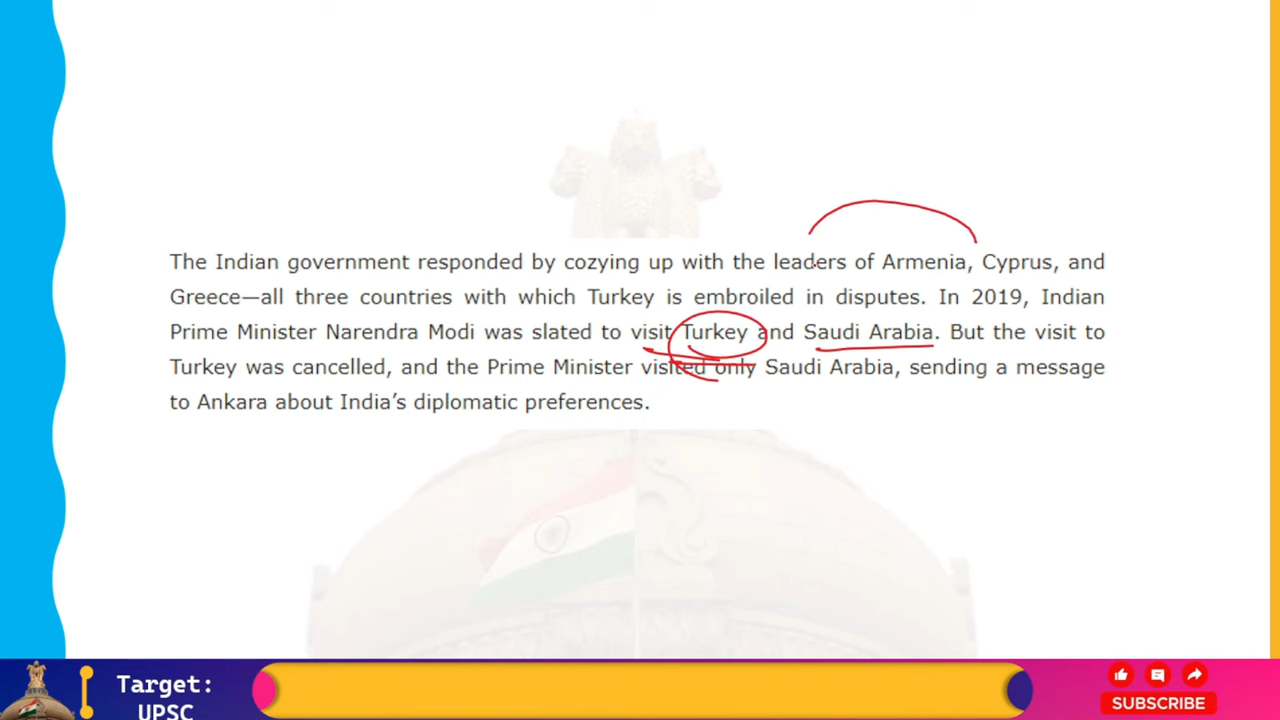 The Indian government responded by cozying up with the leaders of Armenia, Cyprus, and
Greece—all three countries with which Turkey is embroiled in disputes. In 2019, Indian
Prime Minister Narendra Modi was slated to visit Turkey and Saudi Arabia. But the visit to
Turkey was cancelled, and the Prime Minister visited only Saudi Arabia, sending a message
to Ankara about India’s diplomatic preferences.
Target:
UPSC
SUBSCRIBE